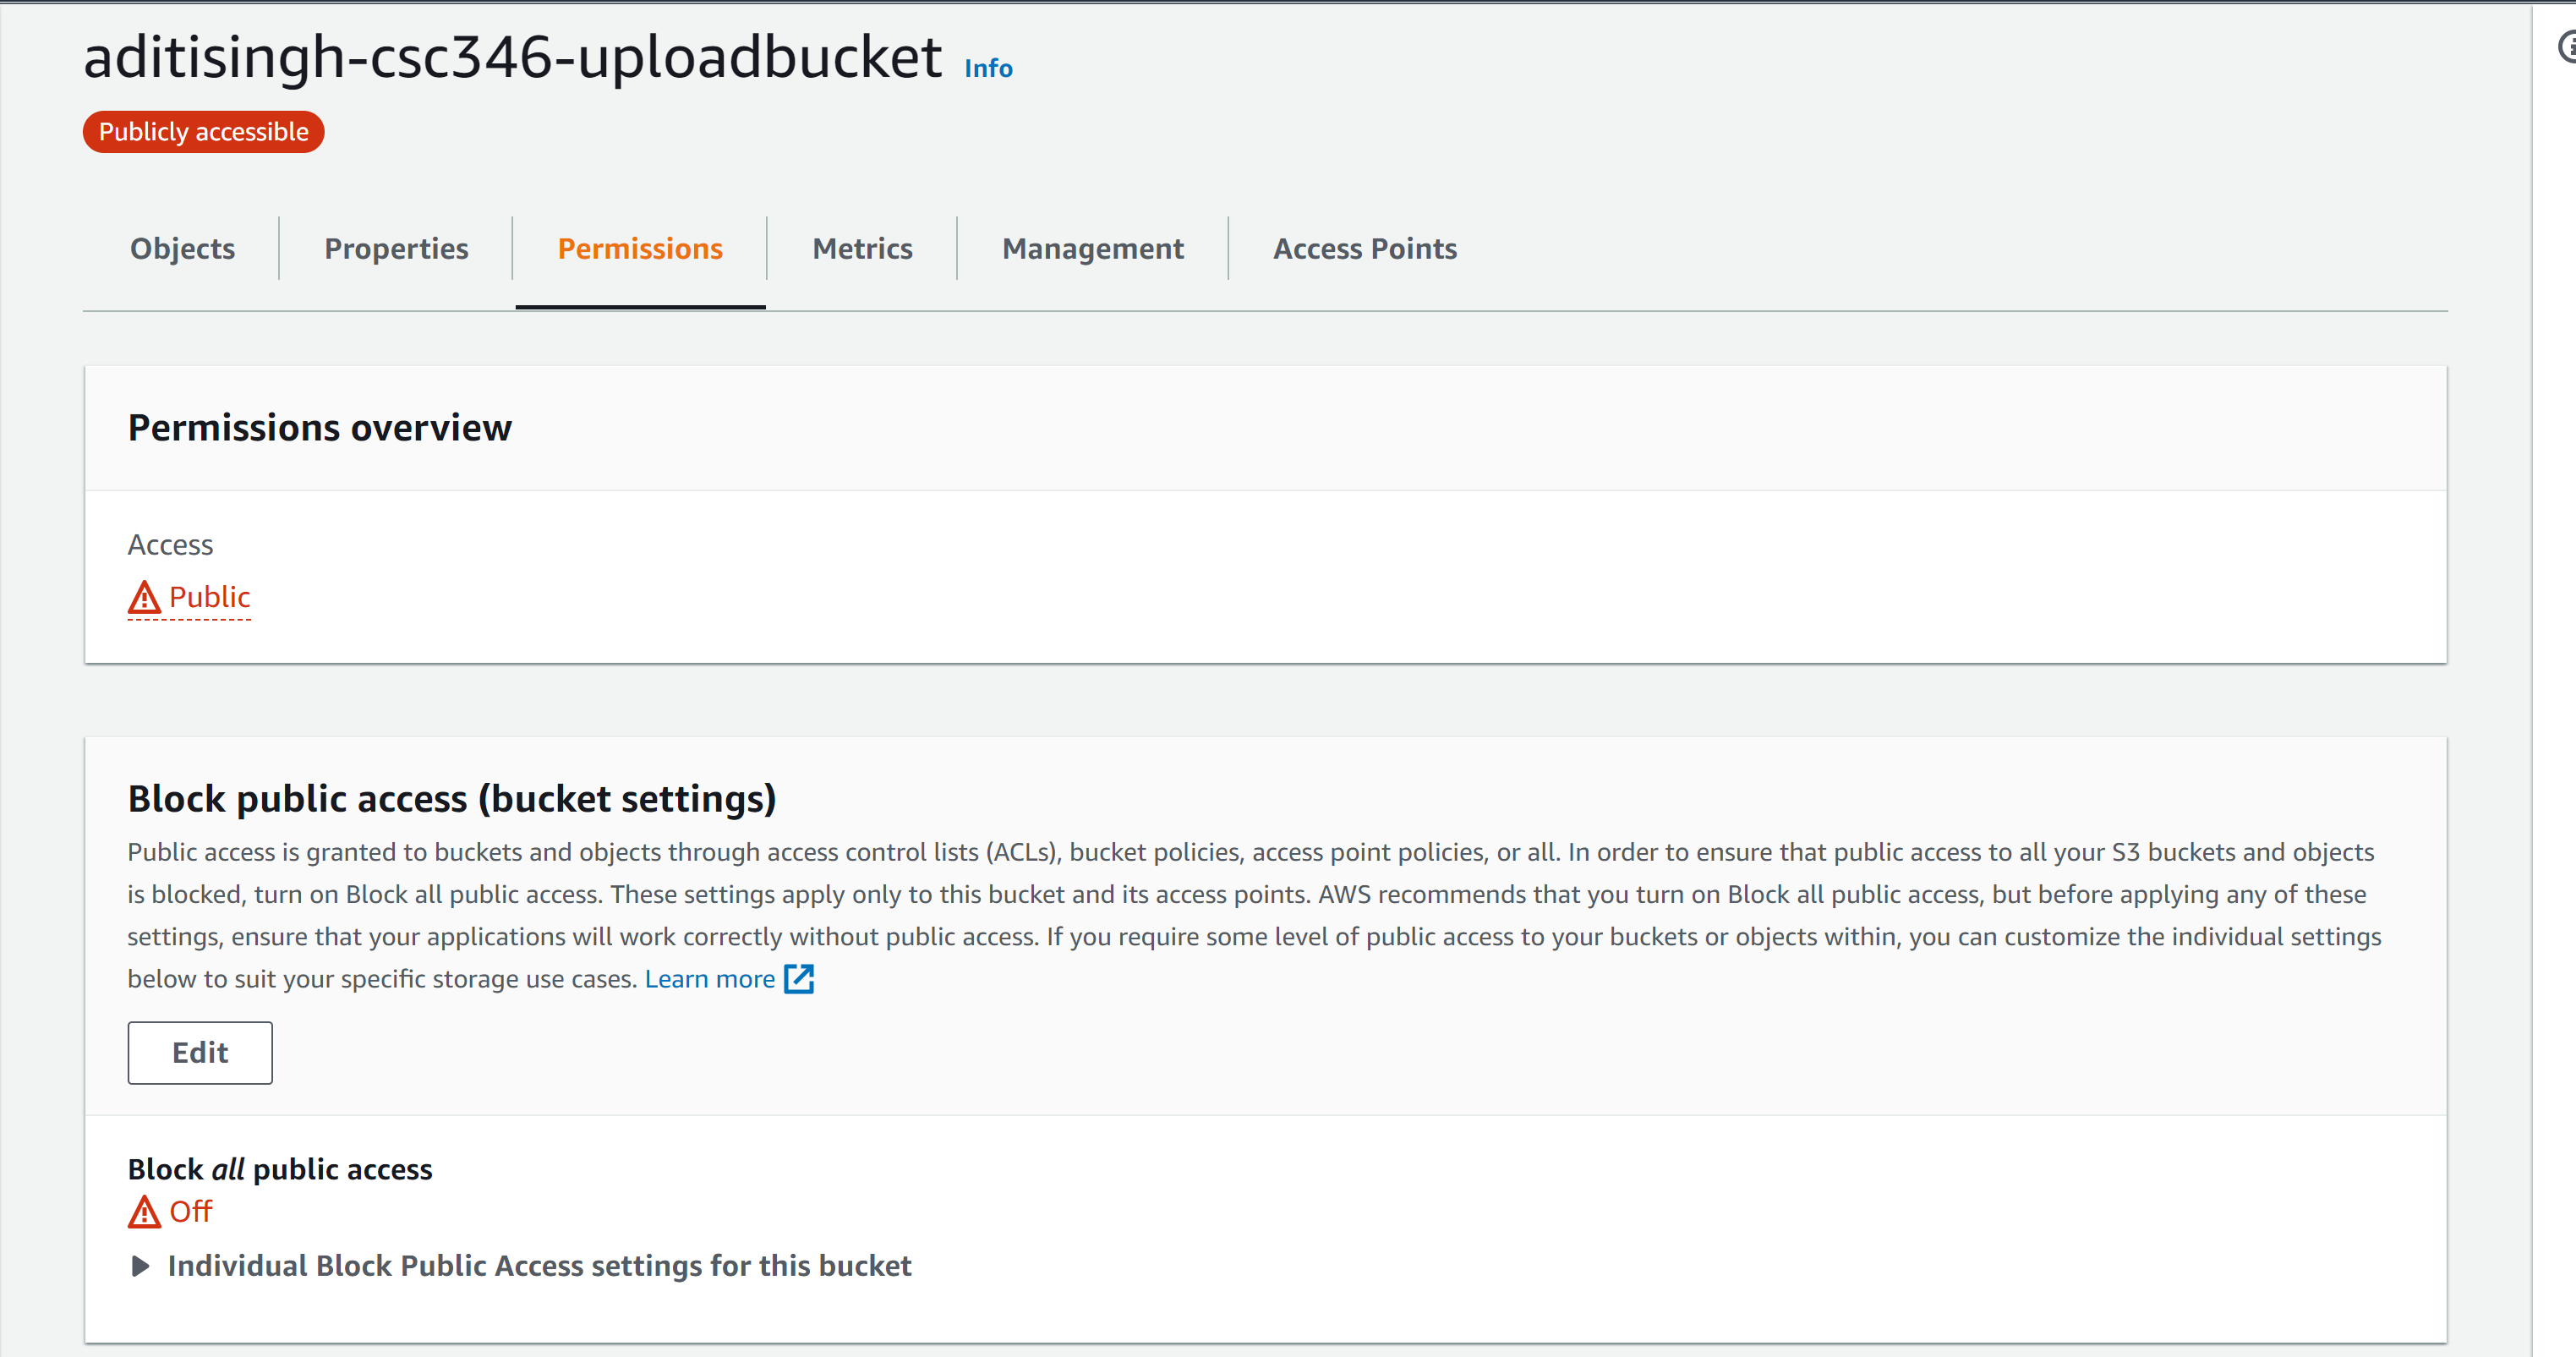 aditisingh-csc346-uploadbucket Info
Publicly accessible
Objects Properties Permissions Metrics Management Access Points
Permissions overview
Access
Public
Block public access (bucket settings)
Public access is granted to buckets and objects through access control lists (ACLs), bucket policies, access point policies, or all. In order to ensure that public access to all your S3 buckets and objects
is blocked, turn on Block all public access. These settings apply only to this bucket and its access points. AWS recommends that you turn on Block all public access, but before applying any of these
settings, ensure that your applications will work correctly without public access. If you require some level of public access to your buckets or objects within, you can customize the individual settings
below to suit your specific storage use cases. Learn more
Edit
Block all public access
Off
Individual Block Public Access settings for this bucket